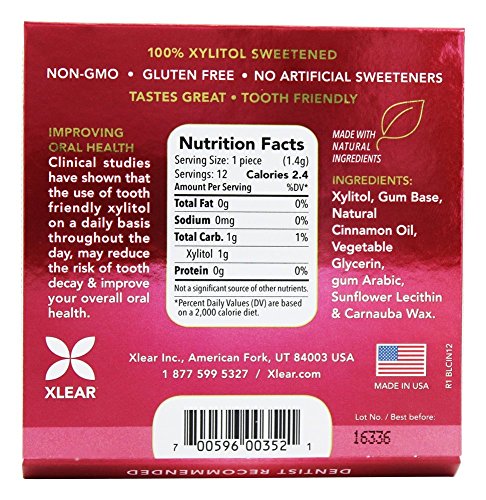 100% XYLITOL SWEETENED
NON-GMO • GLUTEN FREE • NO ARTIFICIAL SWEETENERS
TASTES GREAT • TOOTH FRIENDLY
IMPROVING
ORAL HEALTH
Clinical studies
have shown that
the use of tooth
friendly xylitol
on a daily basis
throughout the
day, may reduce
the risk of tooth
decay & improve
your overall oral
health.
Nutrition Facts
Serving Size: 1 piece (1.4g)
Servings: 12 Calories 2.4
Amount Per Serving %DV*
Total Fat 0g 0%
Sodium 0mg 0%
Total Carb. 1g 1%
Xylitol 1g
Protein 0g 0%
Not a significant source of other nutrients.
*Percent Daily Values (DV) are based
on a 2,000 calorie diet.
MADE WITH
NATURAL
INGREDIENTS
INGREDIENTS:
Xylitol, Gum Base,
Natural
Cinnamon Oil,
Vegetable
Glycerin,
gum Arabic,
Sunflower Lecithin
& Carnauba Wax.
XLEAR
Xlear Inc., American Fork, UT 84003 USA
1 877 599 5327 / Xlear.com
MADE IN USA
R1 BLCIN12
7 00596 00352 1
Lot No. / Best before:
16336
DENTIST RECOMMENDED